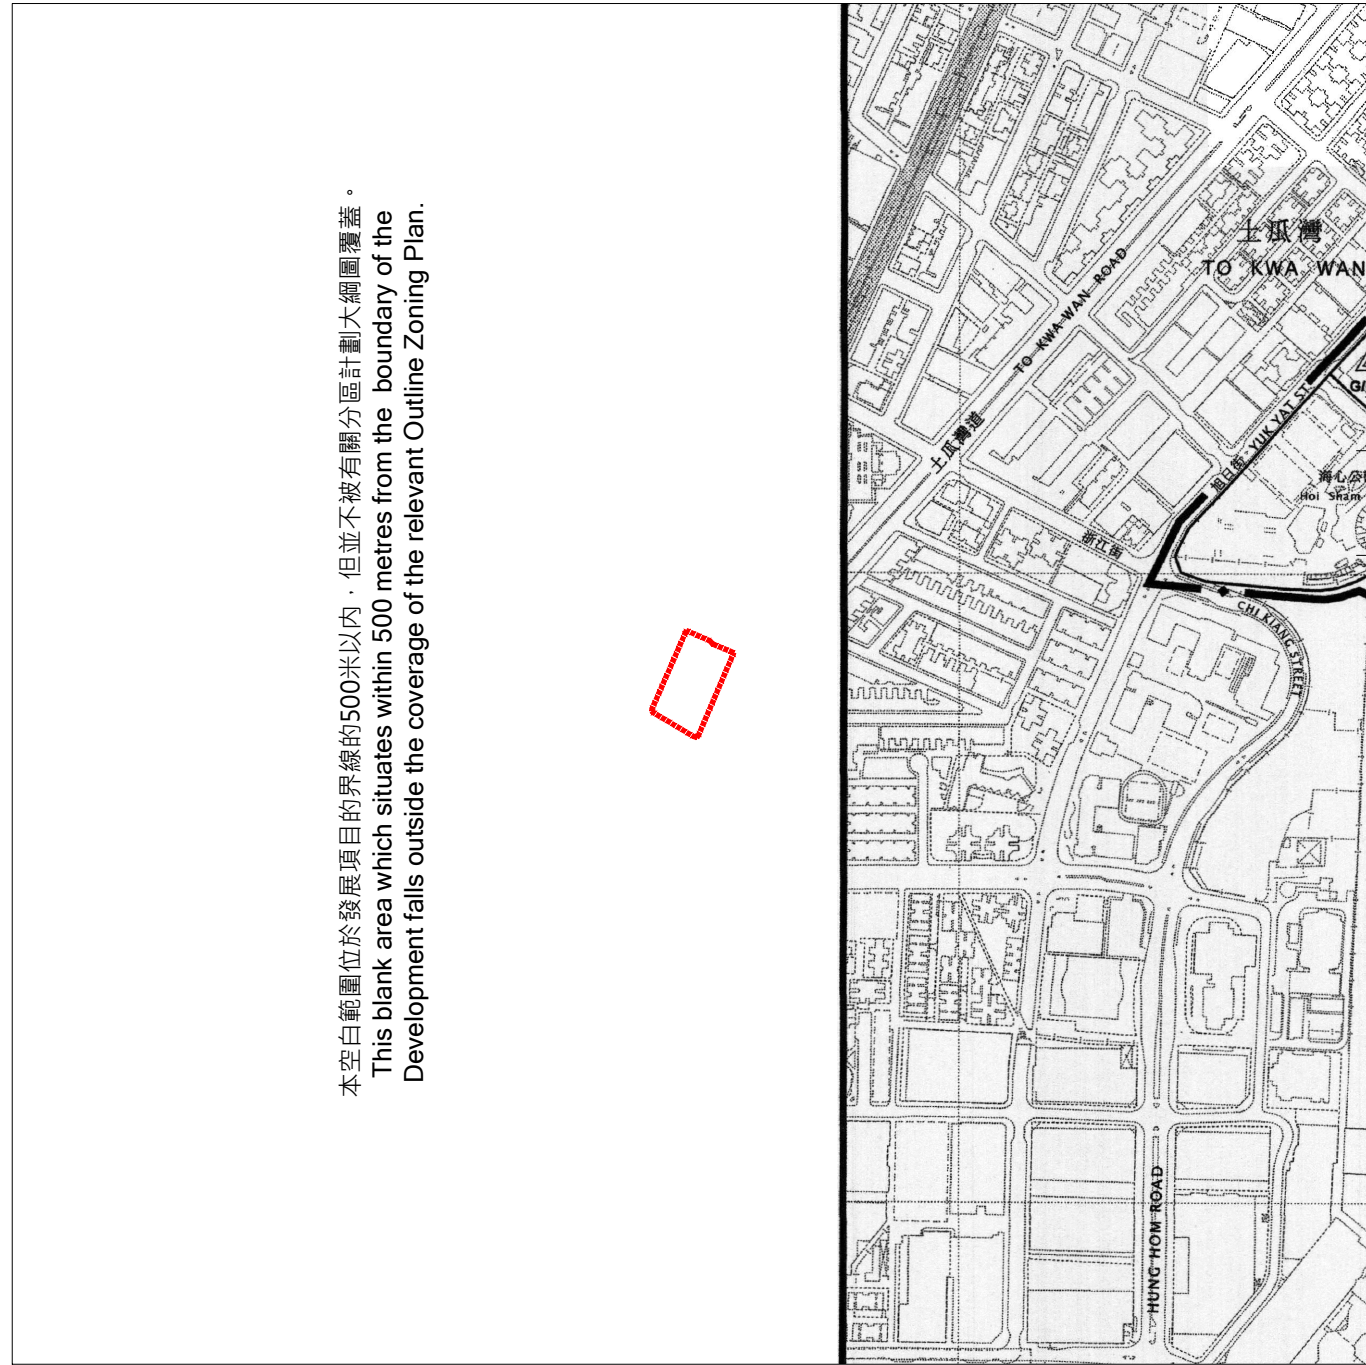 本空白範圍位於發展項目的界線的500米以內，但並不被有關分區計劃大綱圖覆蓋。
This blank area which situates within 500 metres from the boundary of the
Development falls outside the coverage of the relevant Outline Zoning Plan.
土瓜灣
TO KWA WAN
TO KWA WAN ROAD
土瓜灣道
旭日街 YUK YAT ST.
海心公
Hoi Sham
浙江街
CHI KIANG STREET
HUNG HOM ROAD